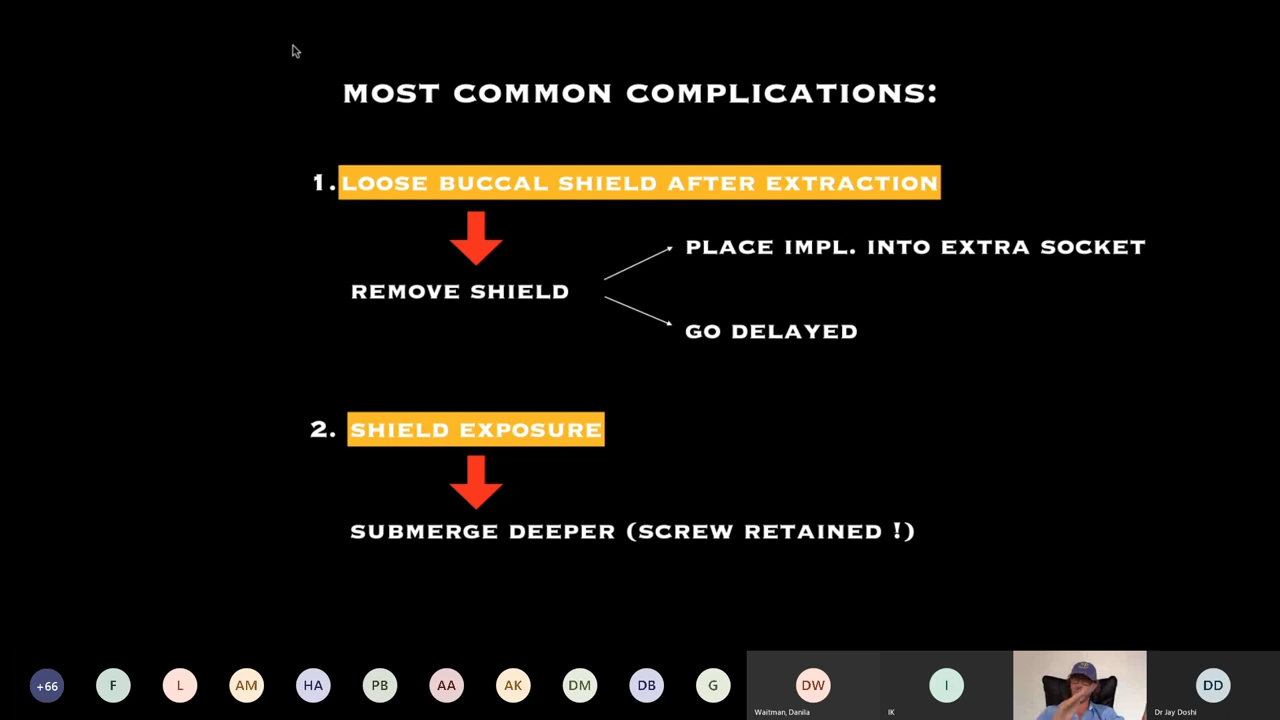 MOST COMMON COMPLICATIONS:
1. LOOSE BUCCAL SHIELD AFTER EXTRACTION
PLACE IMPL. INTO EXTRA SOCKET
REMOVE SHIELD
GO DELAYED
2. SHIELD EXPOSURE
SUBMERGE DEEPER (SCREW RETAINED !)
+66 F L AM HA PB AA AK DM DB G DW I DD
Waitman, Danila IK Dr Jay Doshi